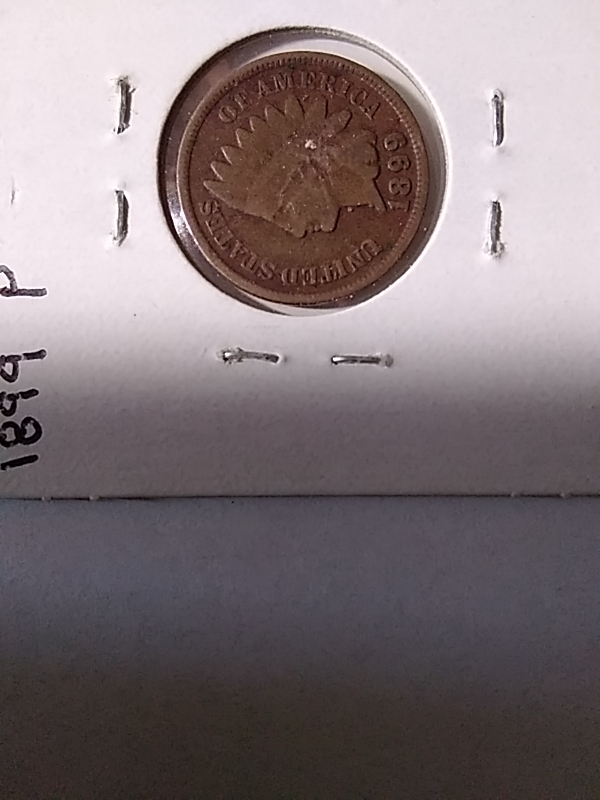 UNITED STATES OF AMERICA
1899
1899 P